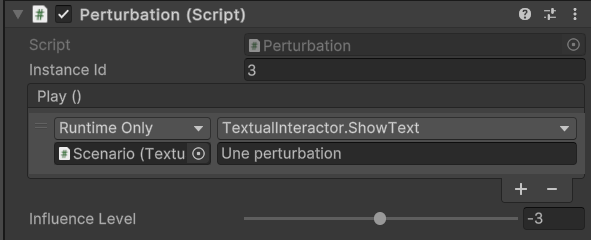 Perturbation (Script)
Script Perturbation
Instance Id 3
Play ()
Runtime Only TextualInteractor.ShowText
Scenario (Textu Une perturbation
Influence Level -3